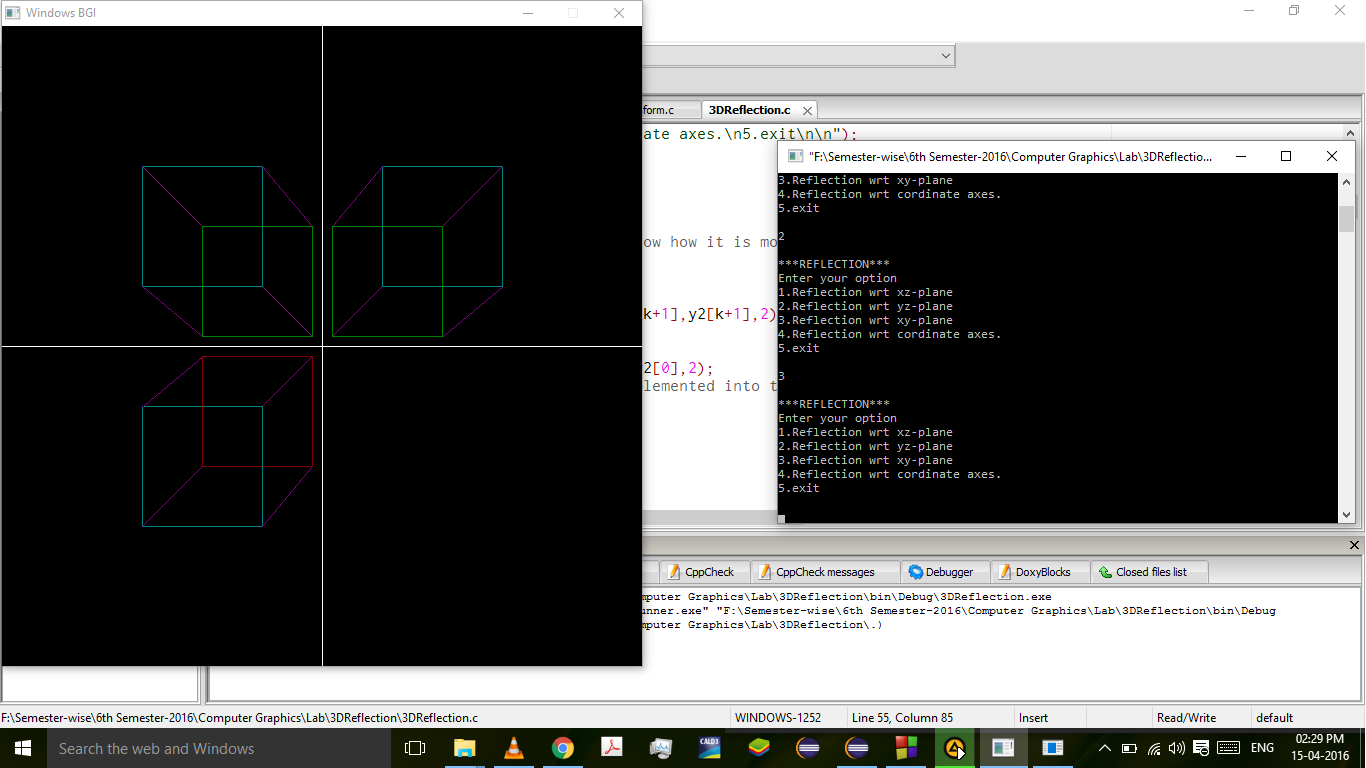 Windows BGI
form.c
3DReflection.c
ate axes.\n5.exit\n\n");
ow how it is mo
k+1],y2[k+1],2)
2[0],2);
lemented into t
"F:\Semester-wise\6th Semester-2016\Computer Graphics\Lab\3DReflectio...
3.Reflection wrt xy-plane
4.Reflection wrt cordinate axes.
5.exit
2
***REFLECTION***
Enter your option
1.Reflection wrt xz-plane
2.Reflection wrt yz-plane
3.Reflection wrt xy-plane
4.Reflection wrt cordinate axes.
5.exit
3
***REFLECTION***
Enter your option
1.Reflection wrt xz-plane
2.Reflection wrt yz-plane
3.Reflection wrt xy-plane
4.Reflection wrt cordinate axes.
5.exit
CppCheck
CppCheck messages
Debugger
DoxyBlocks
Closed files list
mputer Graphics\Lab\3DReflection\bin\Debug\3DReflection.exe
unner.exe" "F:\Semester-wise\6th Semester-2016\Computer Graphics\Lab\3DReflection\bin\Debug
mputer Graphics\Lab\3DReflection\.)
F:\Semester-wise\6th Semester-2016\Computer Graphics\Lab\3DReflection\3DReflection.c
WINDOWS-1252
Line 55, Column 85
Insert
Read/Write
default
Search the web and Windows
CALD3
ENG
02:29 PM
15-04-2016